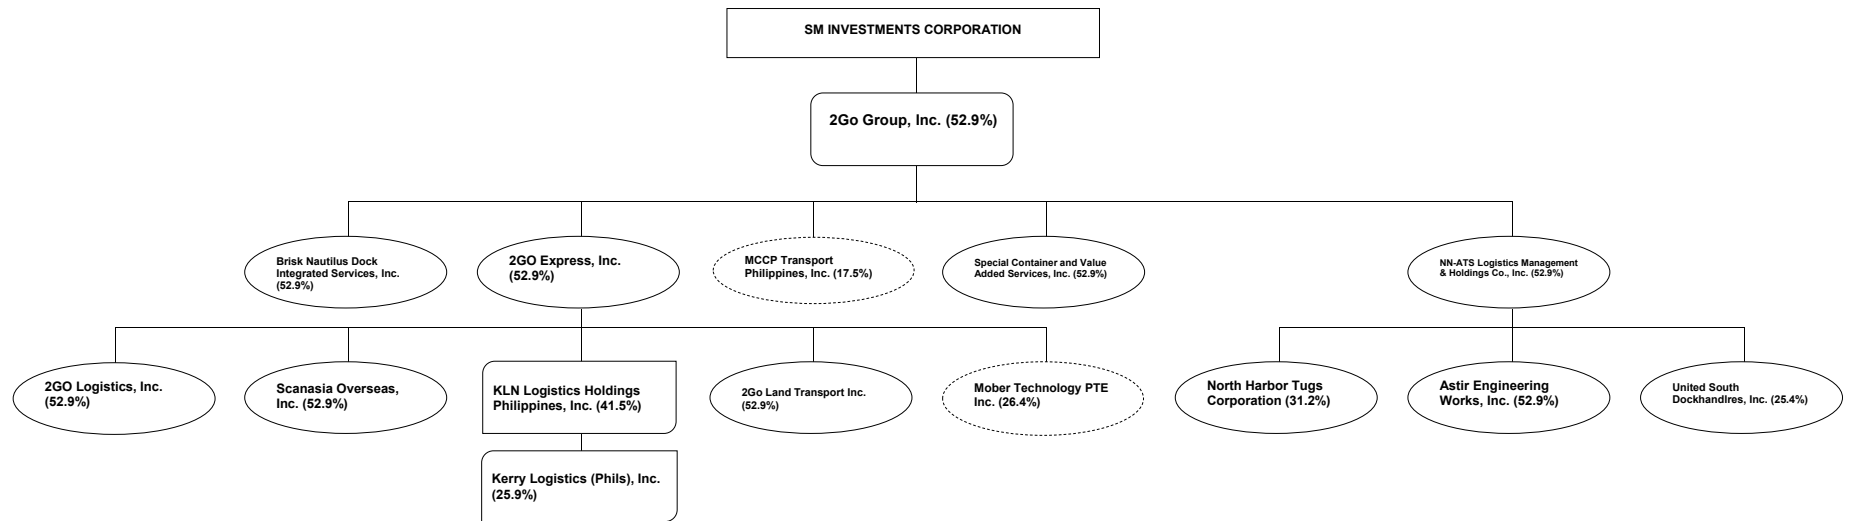 SM INVESTMENTS CORPORATION
2Go Group, Inc. (52.9%)
Brisk Nautilus Dock
Integrated Services, Inc.
(52.9%)
2GO Express, Inc.
(52.9%)
MCCP Transport
Philippines, Inc. (17.5%)
Special Container and Value
Added Services, Inc. (52.9%)
NN-ATS Logistics Management
& Holdings Co., Inc. (52.9%)
2GO Logistics, Inc.
(52.9%)
Scanasia Overseas,
Inc. (52.9%)
KLN Logistics Holdings
Philippines, Inc. (41.5%)
2Go Land Transport Inc.
(52.9%)
Mober Technology PTE
Inc. (26.4%)
North Harbor Tugs
Corporation (31.2%)
Astir Engineering
Works, Inc. (52.9%)
United South
Dockhandlres, Inc. (25.4%)
Kerry Logistics (Phils), Inc.
(25.9%)